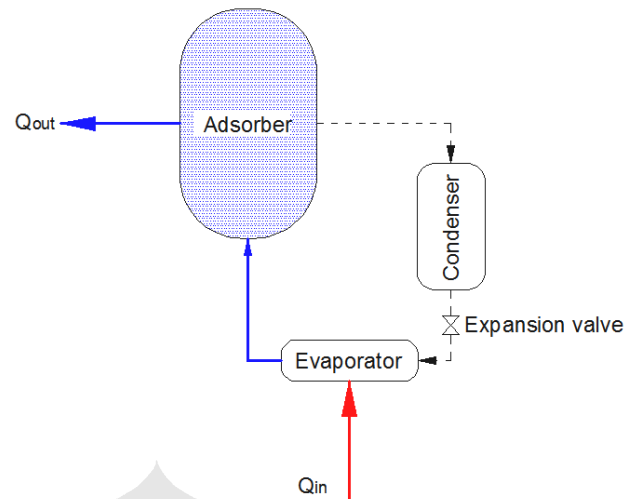 Qout
Adsorber
Condenser
Expansion valve
Evaporator
Qin